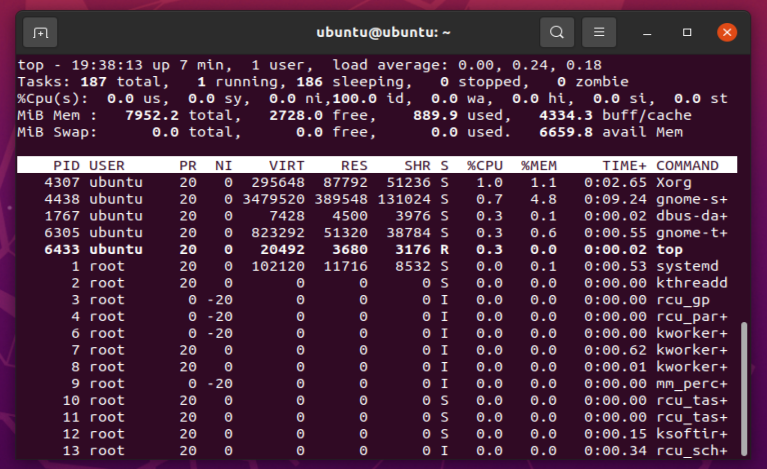 ubuntu@ubuntu: ~
top - 19:38:13 up 7 min,  1 user,  load average: 0.00, 0.24, 0.18
Tasks: 187 total,   1 running, 186 sleeping,   0 stopped,   0 zombie
%Cpu(s):  0.0 us,  0.0 sy,  0.0 ni,100.0 id,  0.0 wa,  0.0 hi,  0.0 si,  0.0 st
MiB Mem :   7952.2 total,   2728.0 free,    889.9 used,   4334.3 buff/cache
MiB Swap:      0.0 total,      0.0 free,      0.0 used.   6659.8 avail Mem
PID USER      PR  NI    VIRT    RES    SHR S  %CPU  %MEM     TIME+ COMMAND
4307 ubuntu    20   0  295648  87792  51236 S   1.0   1.1   0:02.65 Xorg
4438 ubuntu    20   0 3479520 389548 131024 S   0.7   4.8   0:09.24 gnome-s+
1767 ubuntu    20   0    7428   4500   3976 S   0.3   0.1   0:00.02 dbus-da+
6305 ubuntu    20   0  823292  51320  38784 S   0.3   0.6   0:00.55 gnome-t+
6433 ubuntu    20   0   20492   3680   3176 R   0.3   0.0   0:00.02 top
1 root      20   0  102120  11716   8532 S   0.0   0.1   0:00.53 systemd
2 root      20   0       0      0      0 S   0.0   0.0   0:00.00 kthreadd
3 root       0 -20       0      0      0 I   0.0   0.0   0:00.00 rcu_gp
4 root       0 -20       0      0      0 I   0.0   0.0   0:00.00 rcu_par+
6 root       0 -20       0      0      0 I   0.0   0.0   0:00.00 kworker+
7 root      20   0       0      0      0 I   0.0   0.0   0:00.62 kworker+
8 root      20   0       0      0      0 I   0.0   0.0   0:00.01 kworker+
9 root       0 -20       0      0      0 I   0.0   0.0   0:00.00 mm_perc+
10 root      20   0       0      0      0 S   0.0   0.0   0:00.00 rcu_tas+
11 root      20   0       0      0      0 S   0.0   0.0   0:00.00 rcu_tas+
12 root      20   0       0      0      0 S   0.0   0.0   0:00.15 ksoftir+
13 root      20   0       0      0      0 I   0.0   0.0   0:00.34 rcu_sch+